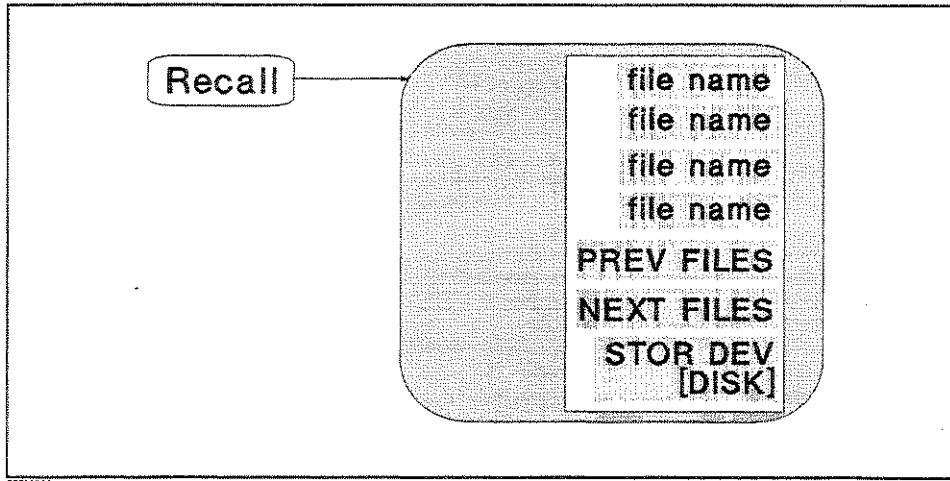 Recall
file name
file name
file name
file name
PREV FILES
NEXT FILES
STOR DEV
[DISK]